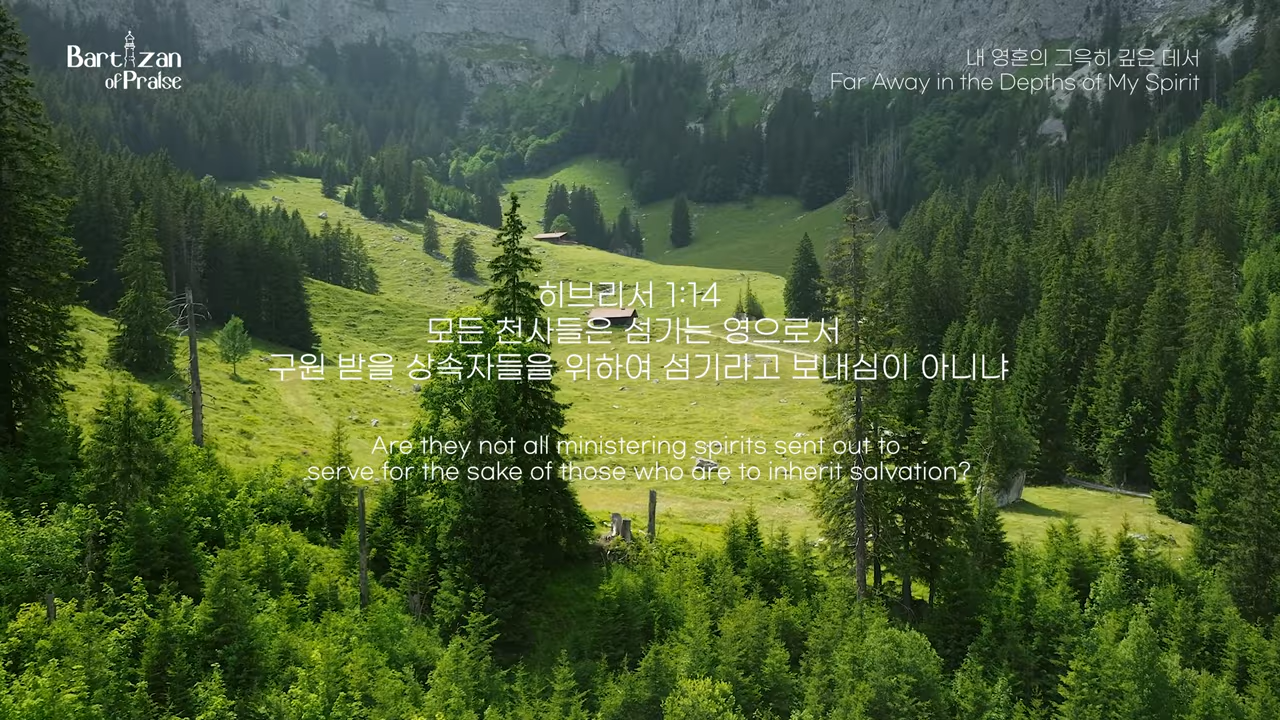 Bartizan
of Praise
내 영혼의 그윽히 깊은 데서
Far Away in the Depths of My Spirit
히브리서 1:14
모든 천사들은 섬기는 영으로서
구원 받을 상속자들을 위하여 섬기라고 보내심이 아니냐
Are they not all ministering spirits sent out to
serve for the sake of those who are to inherit salvation?